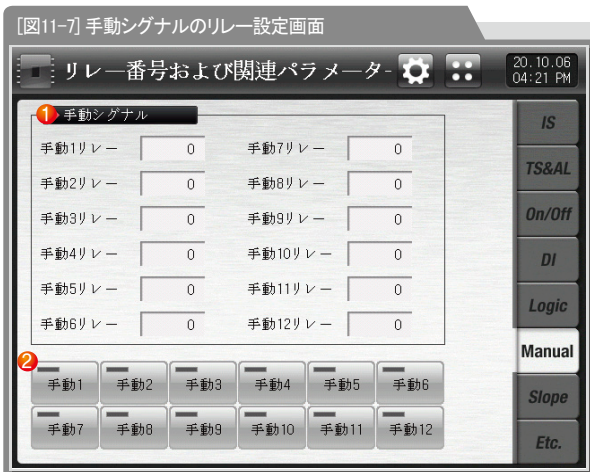 [図11-7] 手動シグナルのリレー設定画面
リレー番号および関連パラメーター
20.10.06
04:21 PM
1 手動シグナル
手動1リレー 0 手動7リレー 0
手動2リレー 0 手動8リレー 0
手動3リレー 0 手動9リレー 0
手動4リレー 0 手動10リレー 0
手動5リレー 0 手動11リレー 0
手動6リレー 0 手動12リレー 0
2
手動1 手動2 手動3 手動4 手動5 手動6
手動7 手動8 手動9 手動10 手動11 手動12
IS
TS&AL
On/Off
DI
Logic
Manual
Slope
Etc.